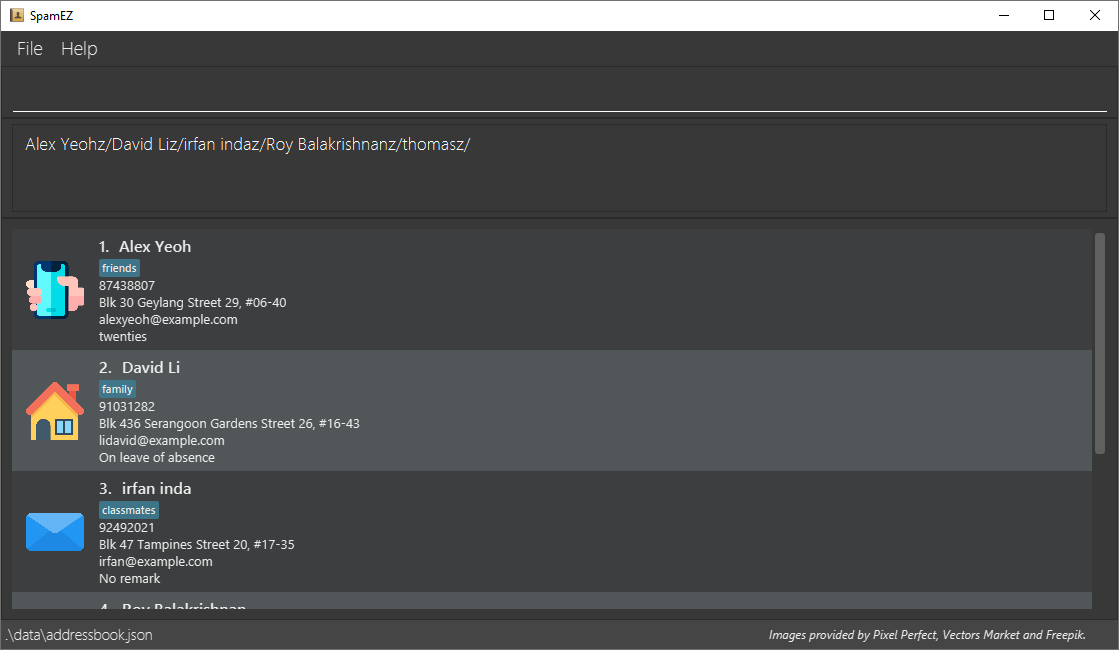 SpamEZ
File Help
Alex Yeohz/David Liz/irfan indaz/Roy Balakrishnanz/thomasz/
1. Alex Yeoh
friends
87438807
Blk 30 Geylang Street 29, #06-40
alexyeoh@example.com
twenties
2. David Li
family
91031282
Blk 436 Serangoon Gardens Street 26, #16-43
lidavid@example.com
On leave of absence
3. irfan inda
classmates
92492021
Blk 47 Tampines Street 20, #17-35
irfan@example.com
No remark
4. Roy Balakrishnan
.\data\addressbook.json
Images provided by Pixel Perfect, Vectors Market and Freepik.